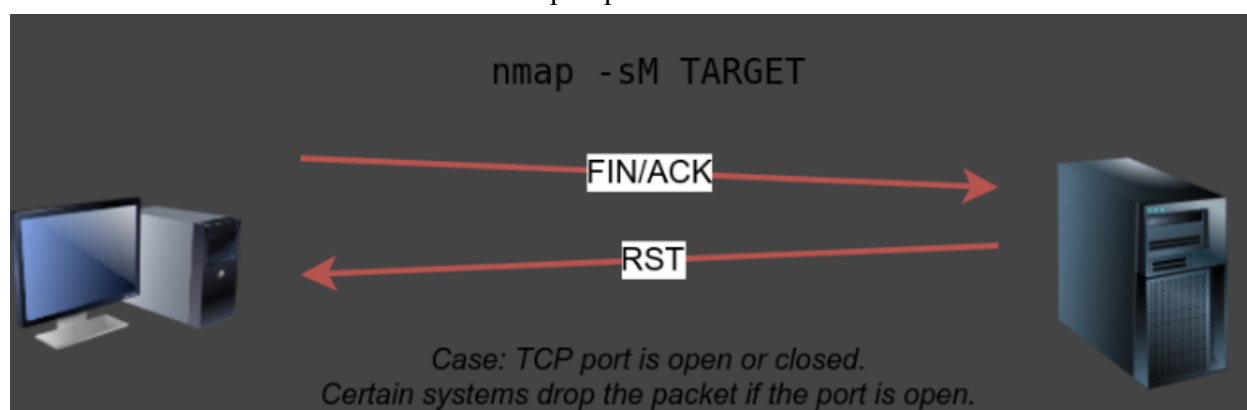 nmap -sM TARGET
FIN/ACK
RST
Case: TCP port is open or closed.
Certain systems drop the packet if the port is open.